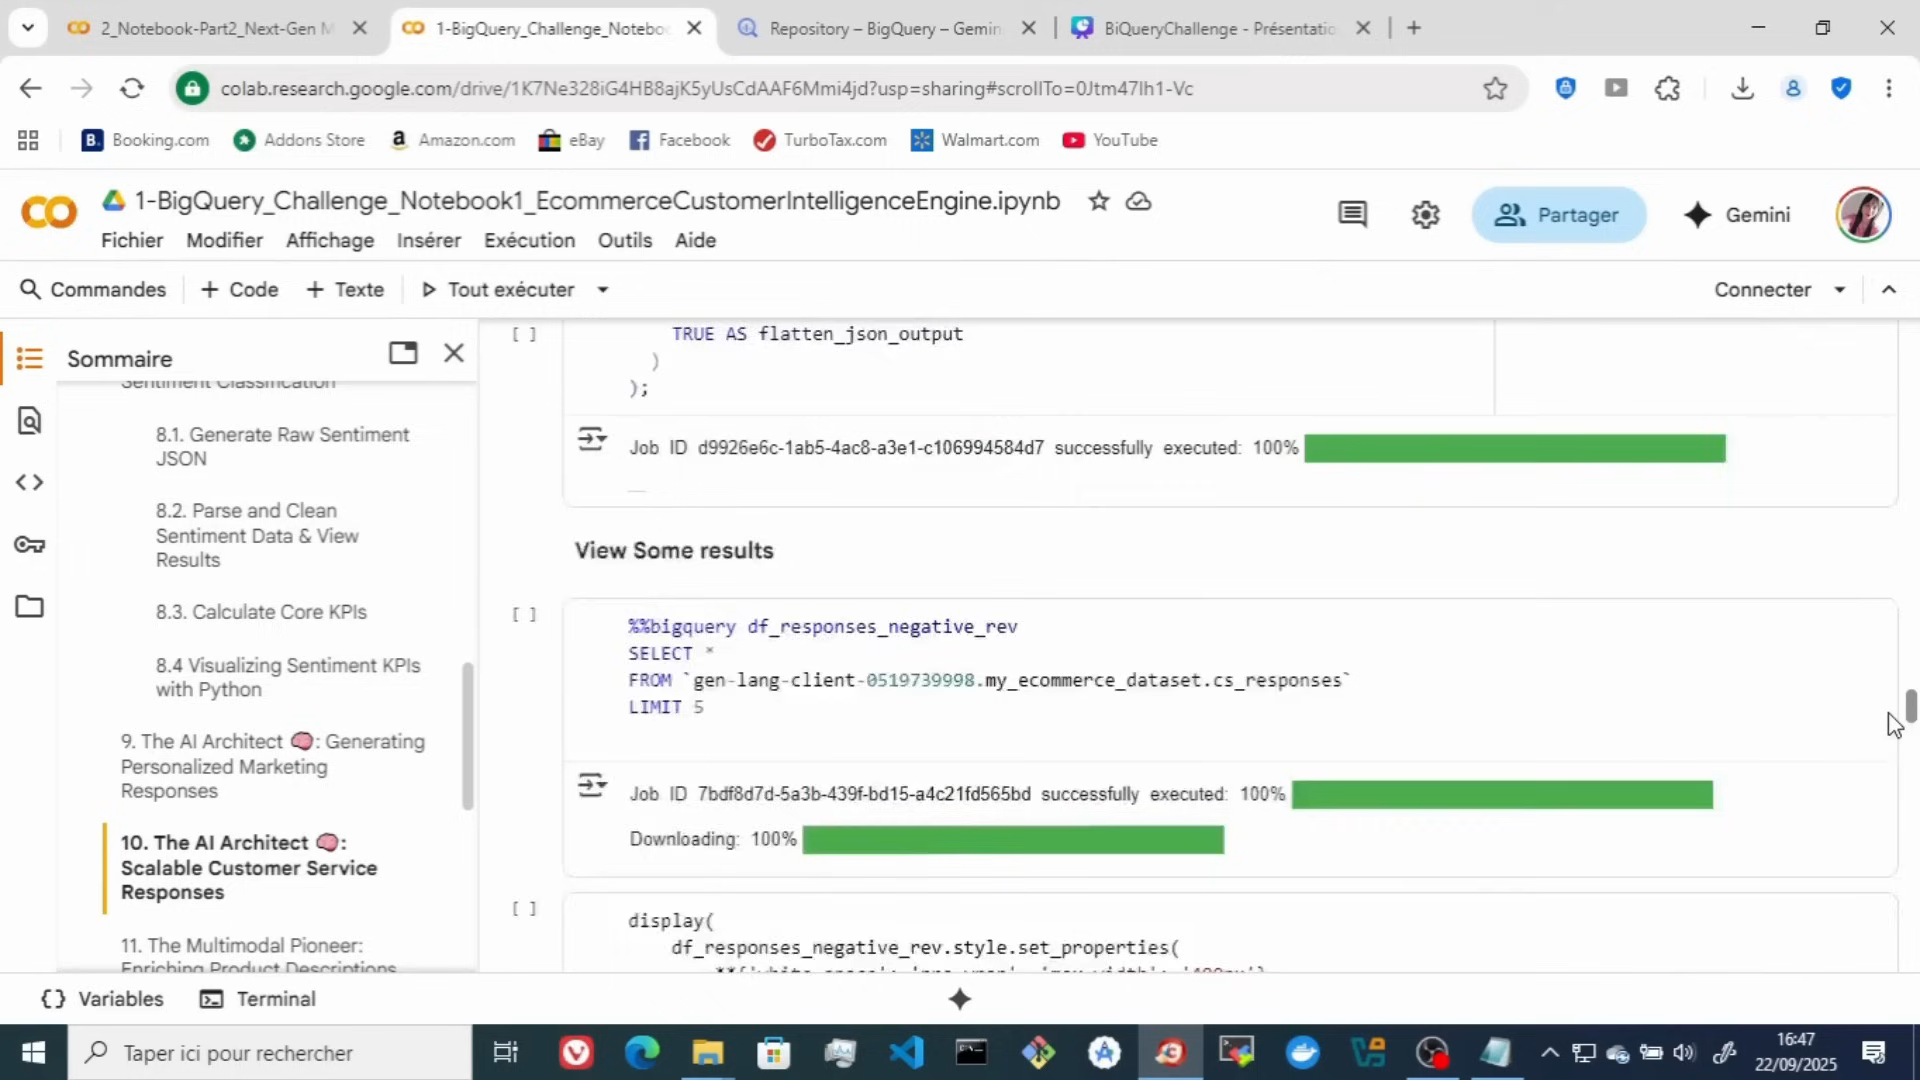 2_Notebook-Part2_Next-Gen M
1-BigQuery_Challenge_Noteboo
Repository – BigQuery – Gemin
BiQueryChallenge - Présentatio
colab.research.google.com/drive/1K7Ne328iG4HB8ajK5yUsCdAAF6Mmi4jd?usp=sharing#scrollTo=0Jtm47lh1-Vc
B. Booking.com
Addons Store
Amazon.com
eBay
Facebook
TurboTax.com
Walmart.com
YouTube
1-BigQuery_Challenge_Notebook1_EcommerceCustomerIntelligenceEngine.ipynb
Partager
Gemini
Fichier Modifier Affichage Insérer Exécution Outils Aide
Commandes + Code + Texte Tout exécuter
Connecter
Sommaire
Sentiment Classification
8.1. Generate Raw Sentiment
JSON
8.2. Parse and Clean
Sentiment Data & View
Results
8.3. Calculate Core KPIs
8.4 Visualizing Sentiment KPIs
with Python
9. The AI Architect 🧠: Generating
Personalized Marketing
Responses
10. The AI Architect 🧠:
Scalable Customer Service
Responses
11. The Multimodal Pioneer:
Enriching Product Descriptions
[ ]
TRUE AS flatten_json_output
)
);
Job ID d9926e6c-1ab5-4ac8-a3e1-c106994584d7 successfully executed: 100%
View Some results
[ ]
%%bigquery df_responses_negative_rev
SELECT *
FROM `gen-lang-client-0519739998.my_ecommerce_dataset.cs_responses`
LIMIT 5
Job ID 7bdf8d7d-5a3b-439f-bd15-a4c21fd565bd successfully executed: 100%
Downloading: 100%
[ ]
display(
df_responses_negative_rev.style.set_properties(
{} Variables
Terminal
Taper ici pour rechercher
16:47
22/09/2025